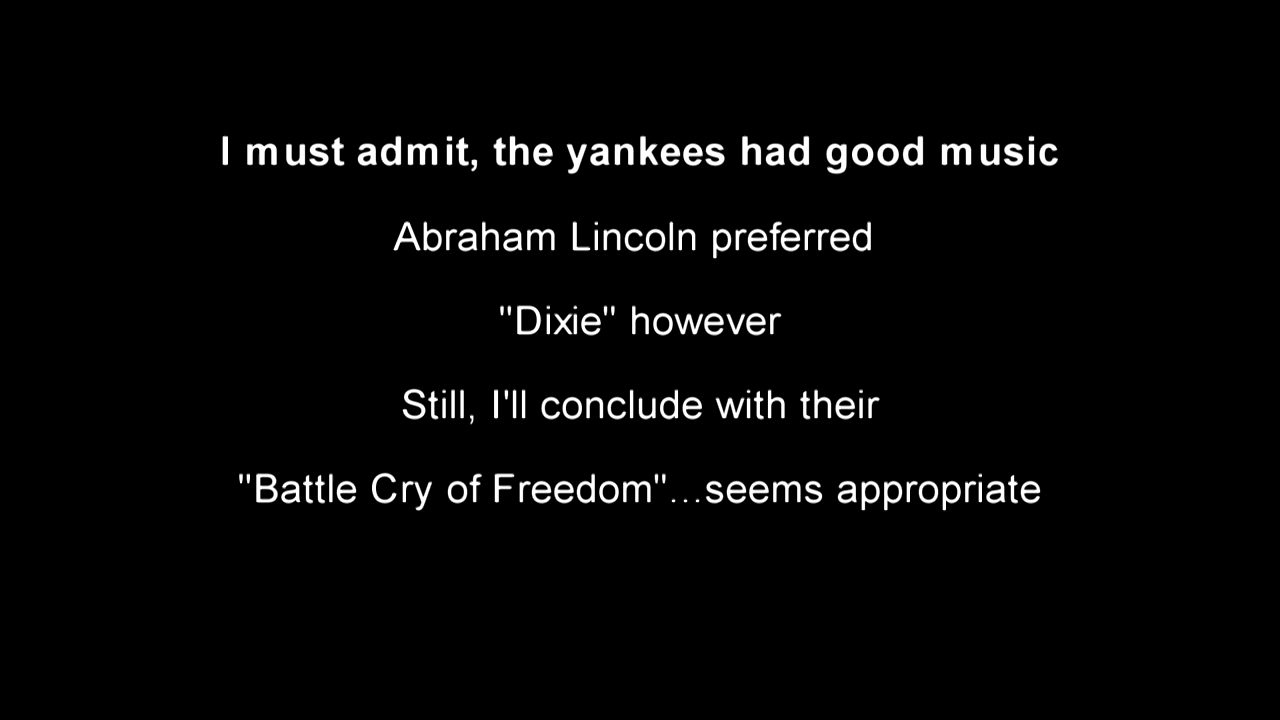 I must admit, the yankees had good music
Abraham Lincoln preferred
"Dixie" however
Still, I'll conclude with their
"Battle Cry of Freedom"...seems appropriate